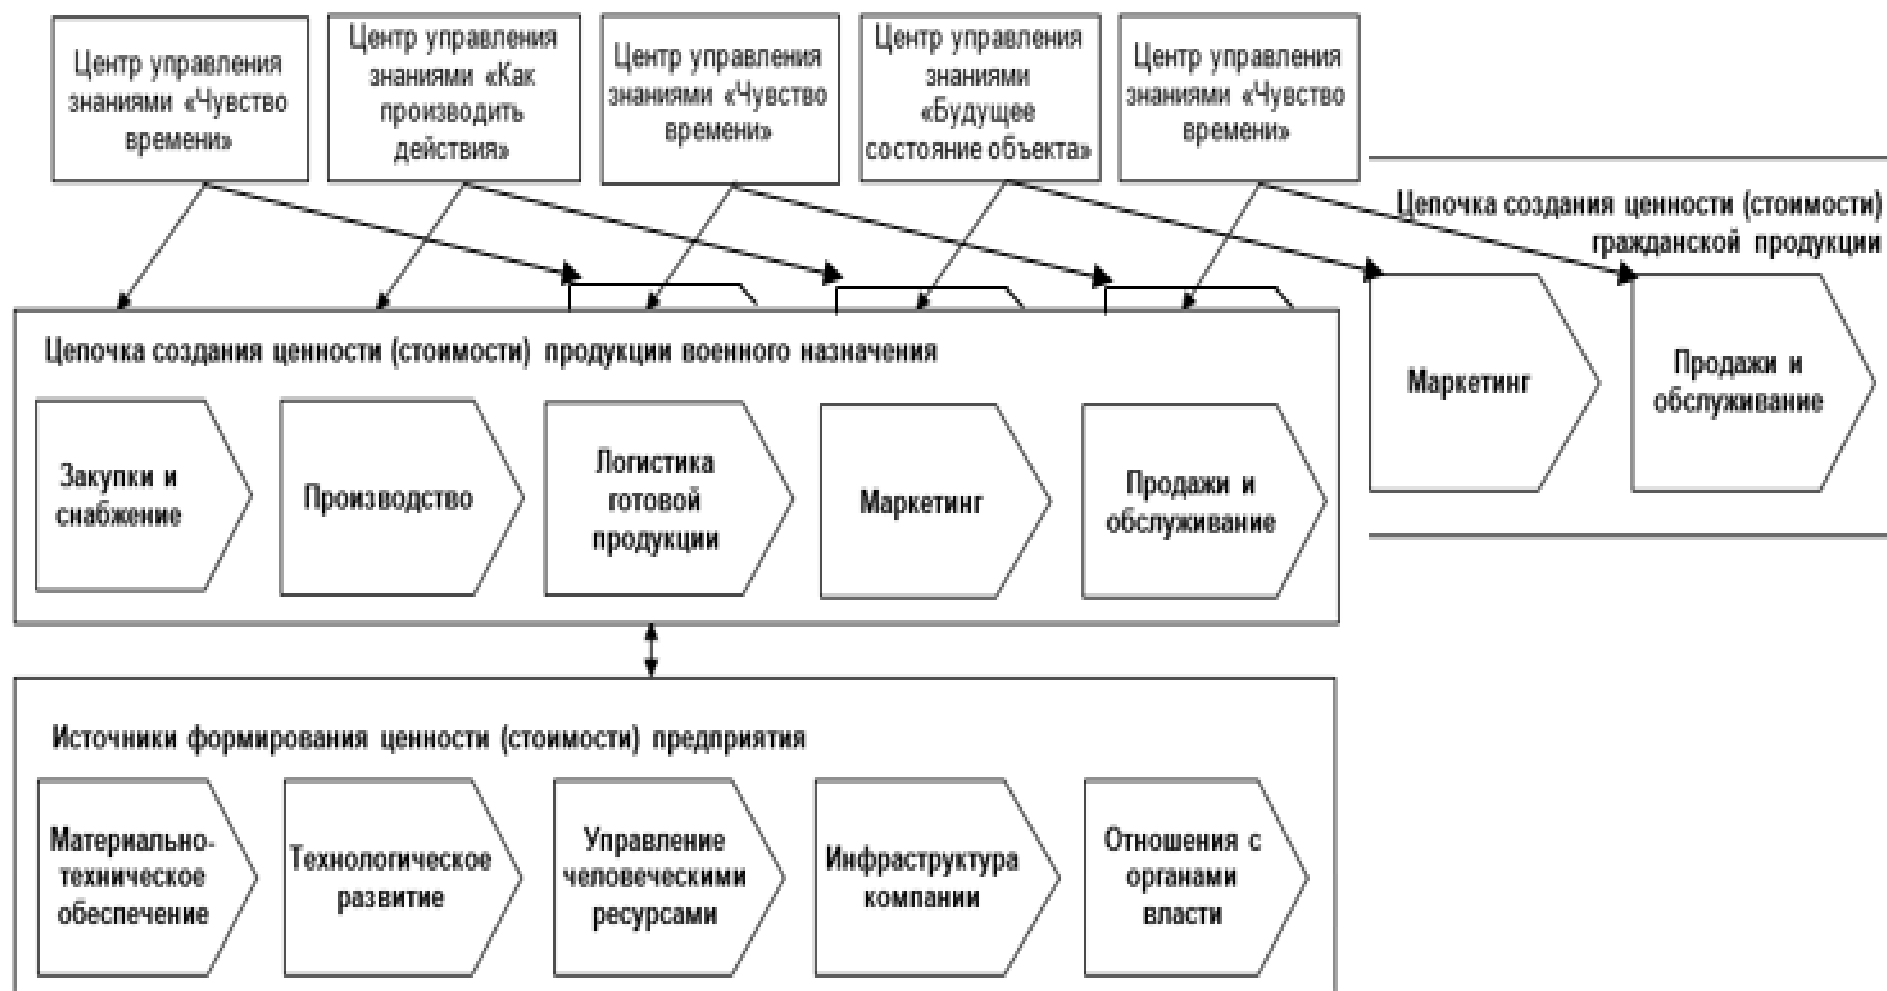 Центр управления
знаниями «Чувство
времени»
Центр управления
знаниями «Как
производить
действия»
Центр управления
знаниями «Чувство
времени»
Центр управления
знаниями
«Будущее
состояние объекта»
Центр управления
знаниями «Чувство
времени»
Цепочка создания ценности (стоимости)
гражданской продукции
Маркетинг
Продажи и
обслуживание
Цепочка создания ценности (стоимости) продукции военного назначения
Закупки и
снабжение
Производство
Логистика
готовой
продукции
Маркетинг
Продажи и
обслуживание
Источники формирования ценности (стоимости) предприятия
Материально-
техническое
обеспечение
Технологическое
развитие
Управление
человеческими
ресурсами
Инфраструктура
компании
Отношения с
органами
власти